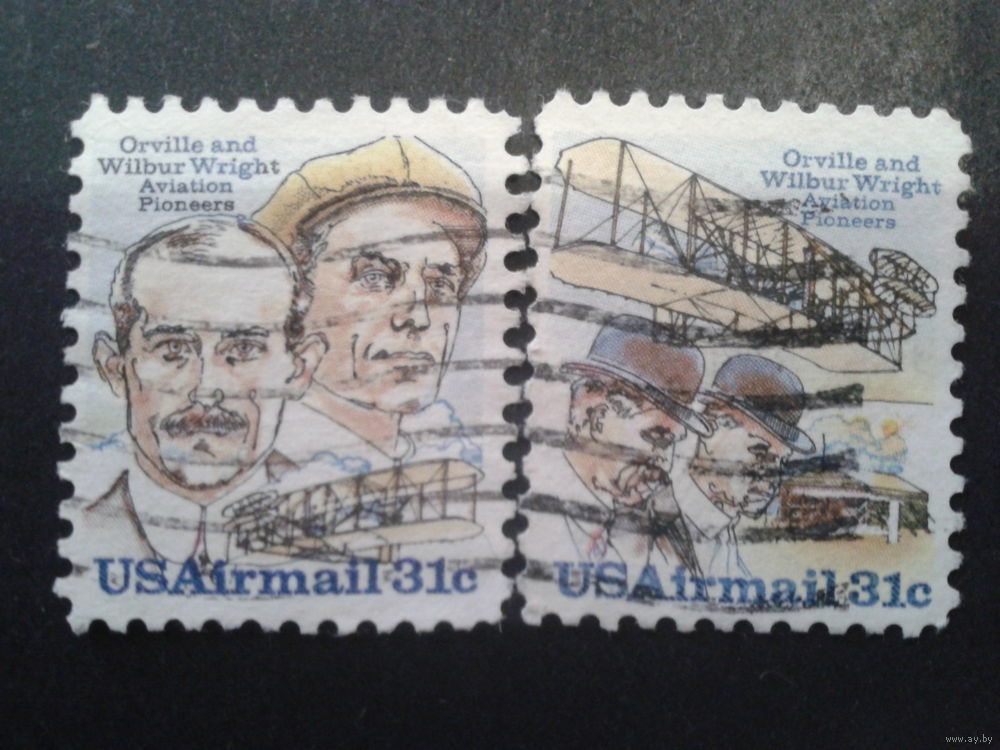 Orville and
Wilbur Wright
Aviation
Pioneers
USAirmail 31c
Orville and
Wilbur Wright
Aviation
Pioneers
USAirmail 31c
www.ay.by